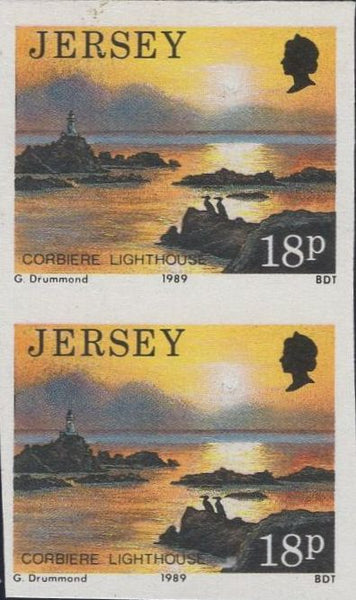 JERSEY
CORBIERE LIGHTHOUSE 18p
G. Drummond 1989 BDT
JERSEY
CORBIERE LIGHTHOUSE 18p
G. Drummond 1989 BDT